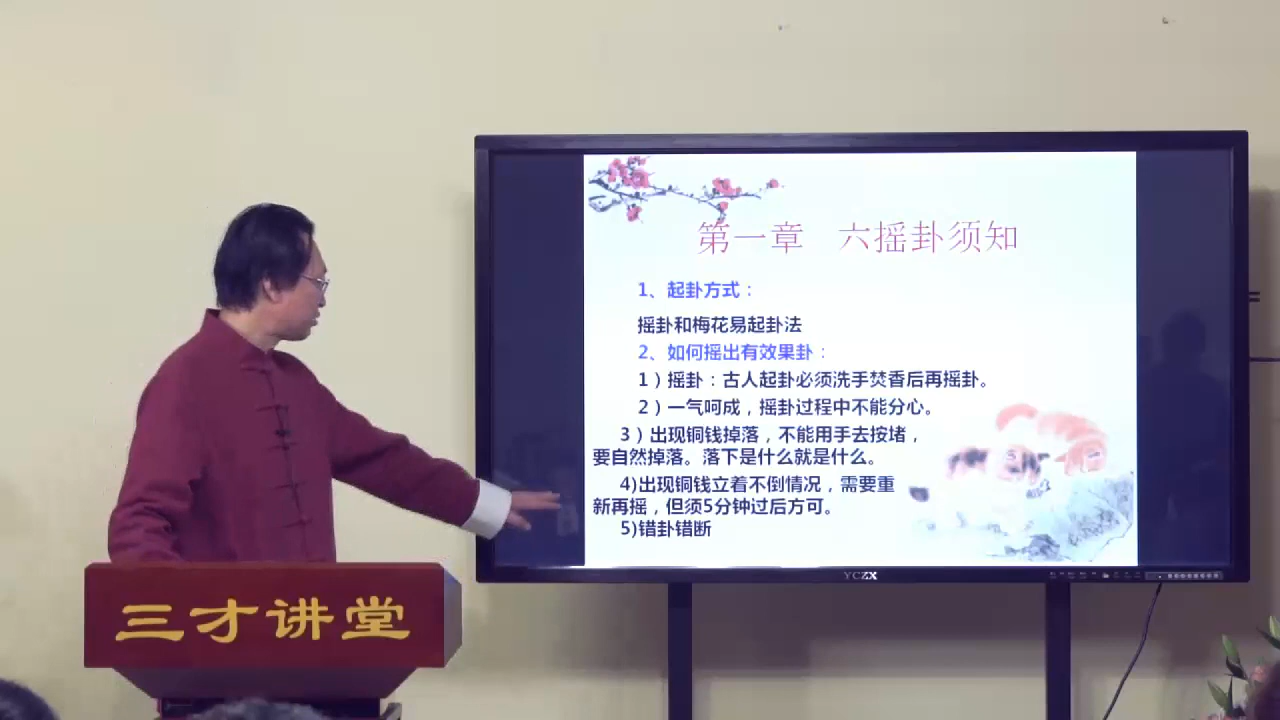 第一章 六摇卦须知
1、起卦方式：
摇卦和梅花易起卦法
2、如何摇出有效果卦：
1）摇卦：古人起卦必须洗手焚香后再摇卦。
2）一气呵成，摇卦过程中不能分心。
3）出现铜钱掉落，不能用手去按堵，
要自然掉落。落下是什么就是什么。
4)出现铜钱立着不倒情况，需要重
新再摇，但须5分钟过后方可。
5)错卦错断
YCZX
三才讲堂